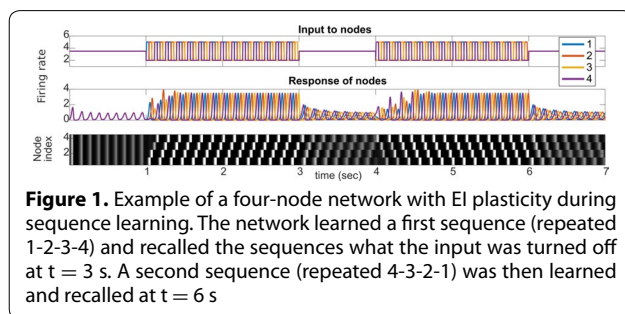 Input to nodes
6
4
2
1
2
3
4
Firing rate
Response of nodes
4
2
0
Node
index
4
2
1 2 3 time (sec) 4 5 6 7
Figure 1. Example of a four-node network with EI plasticity during
sequence learning. The network learned a first sequence (repeated
1-2-3-4) and recalled the sequences what the input was turned off
at t = 3 s. A second sequence (repeated 4-3-2-1) was then learned
and recalled at t = 6 s